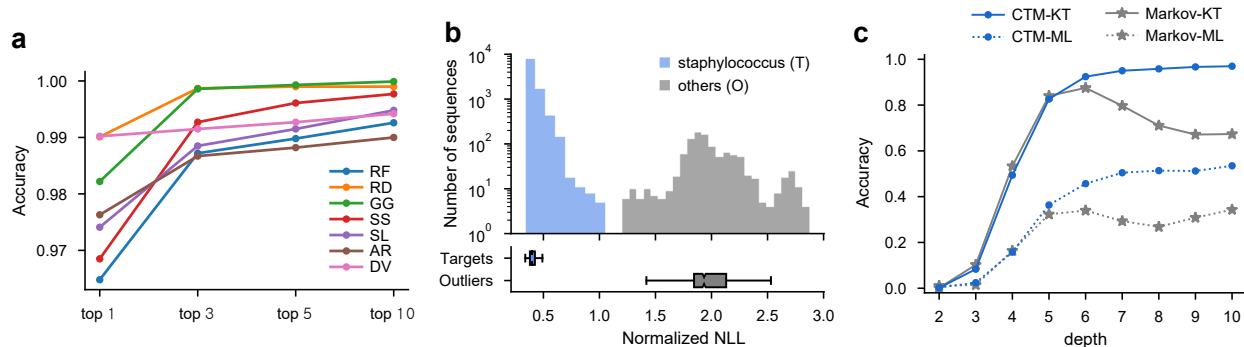 a
Accuracy
1.00
0.99
0.98
0.97
top 1
top 3
top 5
top 10
RF
RD
GG
SS
SL
AR
DV
b
Number of sequences
10^4
10^3
10^2
10^1
10^0
staphylococcus (T)
others (O)
Targets
Outliers
0.5
1.0
1.5
2.0
2.5
3.0
Normalized NLL
c
CTM-KT
CTM-ML
Markov-KT
Markov-ML
Accuracy
1.0
0.8
0.6
0.4
0.2
0.0
2
3
4
5
6
7
8
9
10
depth